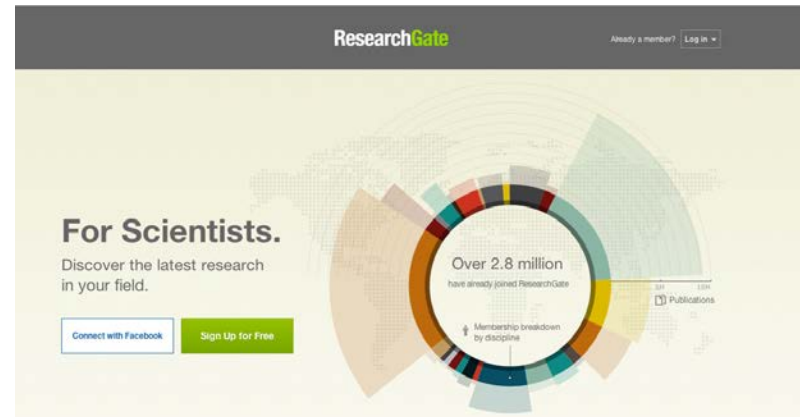 ResearchGate
Already a member? Log in
For Scientists.
Discover the latest research
in your field.
Connect with Facebook
Sign Up for Free
Over 2.8 million
have already joined ResearchGate
Membership breakdown
by discipline
Publications